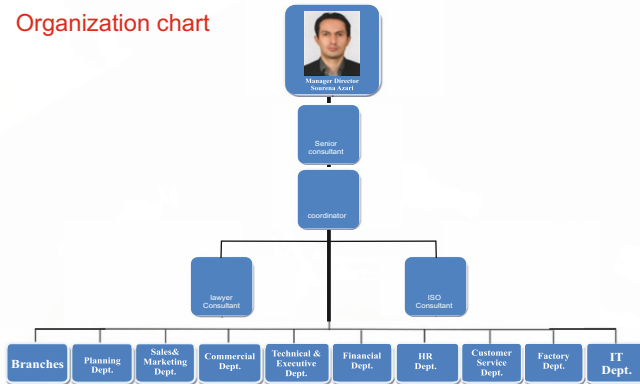 Organization chart
Manager Director
Sourena Azari
Senior
consultant
coordinator
lawyer
Consultant
ISO
Consultant
Branches
Planning
Dept.
Sales&
Marketing
Dept.
Commercial
Dept.
Technical &
Executive
Dept.
Financial
Dept.
HR
Dept.
Customer
Service
Dept.
Factory
Dept.
IT
Dept.